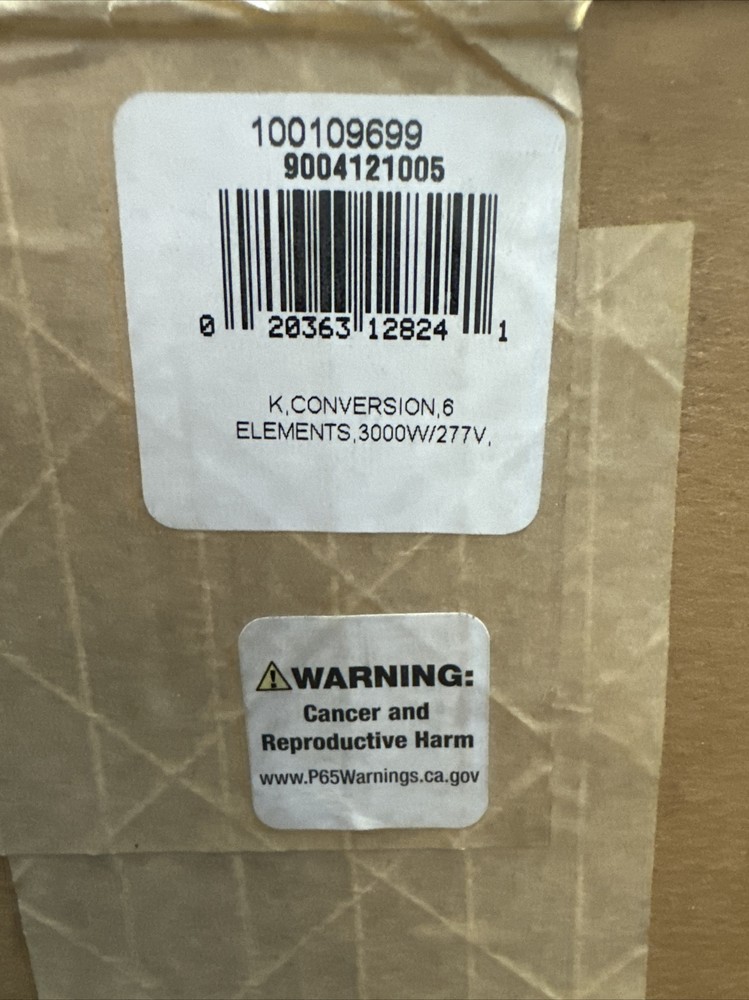 100109699
9004121005
0 20363 12824 1
K,CONVERSION,6
ELEMENTS,3000W/277V,
WARNING:
Cancer and
Reproductive Harm
www.P65Warnings.ca.gov